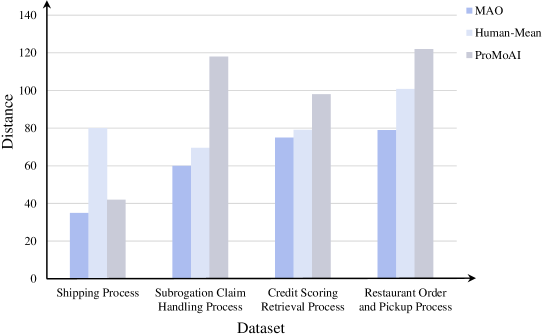 140
120
100
80
60
40
20
0
Distance
MAO
Human-Mean
ProMoAI
Shipping Process
Subrogation Claim
Handling Process
Credit Scoring
Retrieval Process
Restaurant Order
and Pickup Process
Dataset